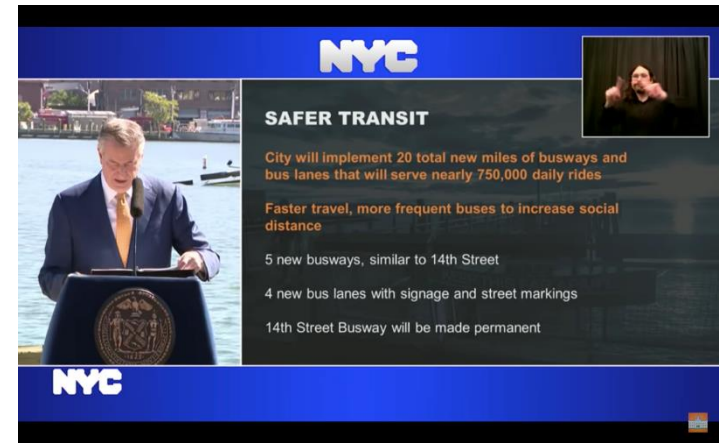 NYC
SAFER TRANSIT
City will implement 20 total new miles of busways and
bus lanes that will serve nearly 750,000 daily rides
Faster travel, more frequent buses to increase social
distance
5 new busways, similar to 14th Street
4 new bus lanes with signage and street markings
14th Street Busway will be made permanent
NYC